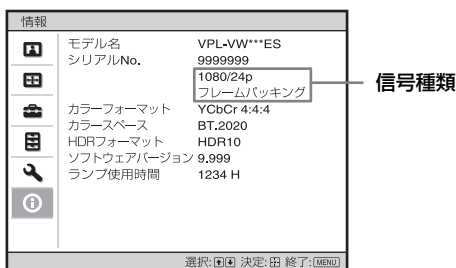 情報
モデル名 VPL-VW***ES
シリアルNo. 9999999
1080/24p
フレームパッキング
信号種類
カラーフォーマット YCbCr 4:4:4
カラースペース BT.2020
HDRフォーマット HDR10
ソフトウェアバージョン 9.999
ランプ使用時間 1234 H
選択: 決定: 終了:MENU